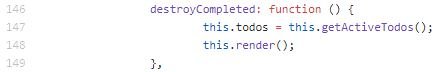 146 destroyCompleted: function () {
147 this.todos = this.getActiveTodos();
148 this.render();
149 },